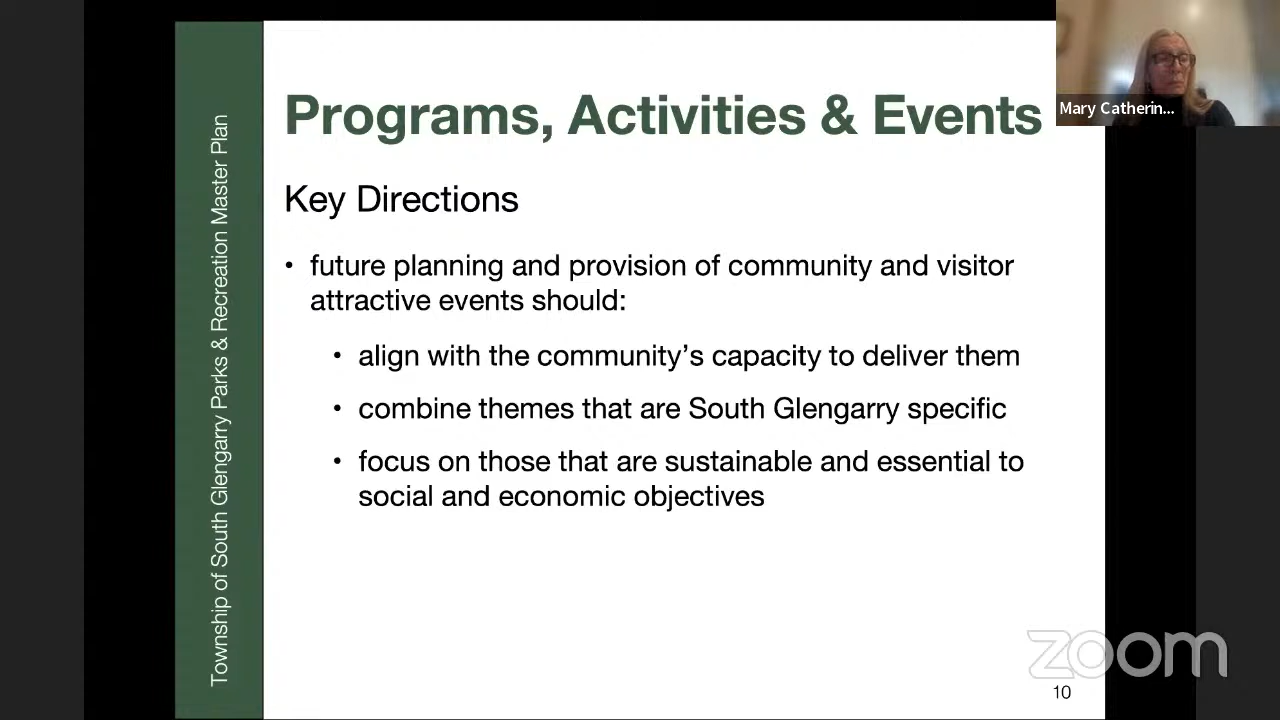 Programs, Activities & Events
Key Directions
• future planning and provision of community and visitor
attractive events should:
• align with the community’s capacity to deliver them
• combine themes that are South Glengarry specific
• focus on those that are sustainable and essential to
social and economic objectives
Township of South Glengarry Parks & Recreation Master Plan
Mary Catherin...
zoom
10